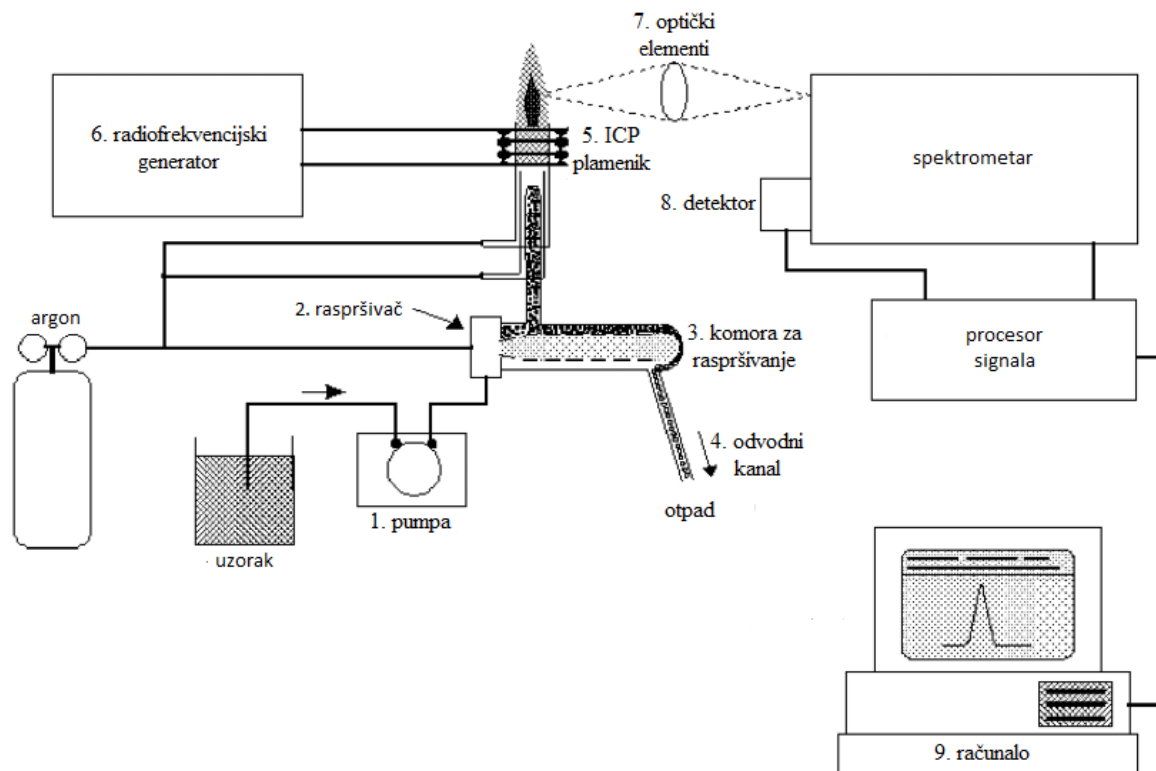 7. optički
elementi
6. radiofrekvencijski
generator
5. ICP
plamenik
spektrometar
8. detektor
2. raspršivač
argon
3. komora za
raspršivanje
procesor
signala
4. odvodni
kanal
1. pumpa
otpad
uzorak
9. računalo